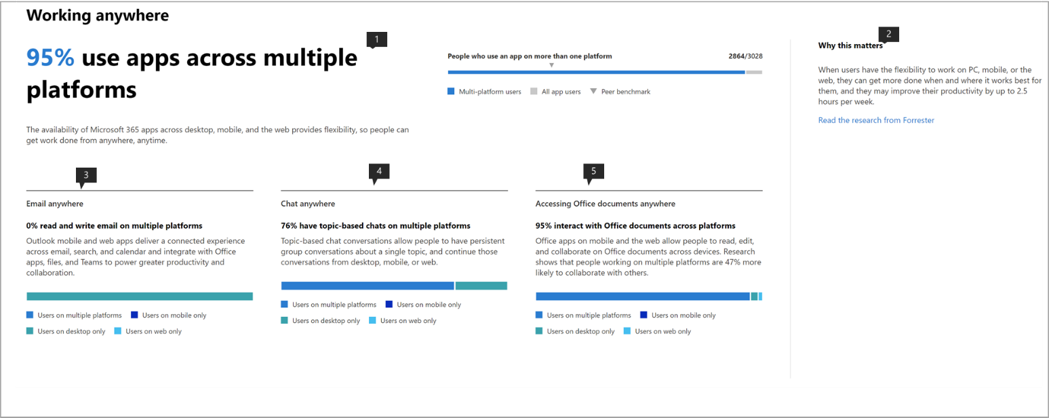 Working anywhere
1
95% use apps across multiple
platforms
The availability of Microsoft 365 apps across desktop, mobile, and the web provides flexibility, so people can
get work done from anywhere, anytime.
People who use an app on more than one platform 2864/3028
Multi-platform users All app users Peer benchmark
2
Why this matters
When users have the flexibility to work on PC, mobile, or the
web, they can get more done when and where it works best for
them, and they may improve their productivity by up to 2.5
hours per week.
Read the research from Forrester
3
Email anywhere
0% read and write email on multiple platforms
Outlook mobile and web apps deliver a connected experience
across email, search, and calendar and integrate with Office
apps, files, and Teams to power greater productivity and
collaboration.
Users on multiple platforms Users on mobile only
Users on desktop only Users on web only
4
Chat anywhere
76% have topic-based chats on multiple platforms
Topic-based chat conversations allow people to have persistent
group conversations about a single topic, and continue those
conversations from desktop, mobile, or web.
Users on multiple platforms Users on mobile only
Users on desktop only Users on web only
5
Accessing Office documents anywhere
95% interact with Office documents across platforms
Office apps on mobile and the web allow people to read, edit,
and collaborate on Office documents across devices. Research
shows that people working on multiple platforms are 47% more
likely to collaborate with others.
Users on multiple platforms Users on mobile only
Users on desktop only Users on web only